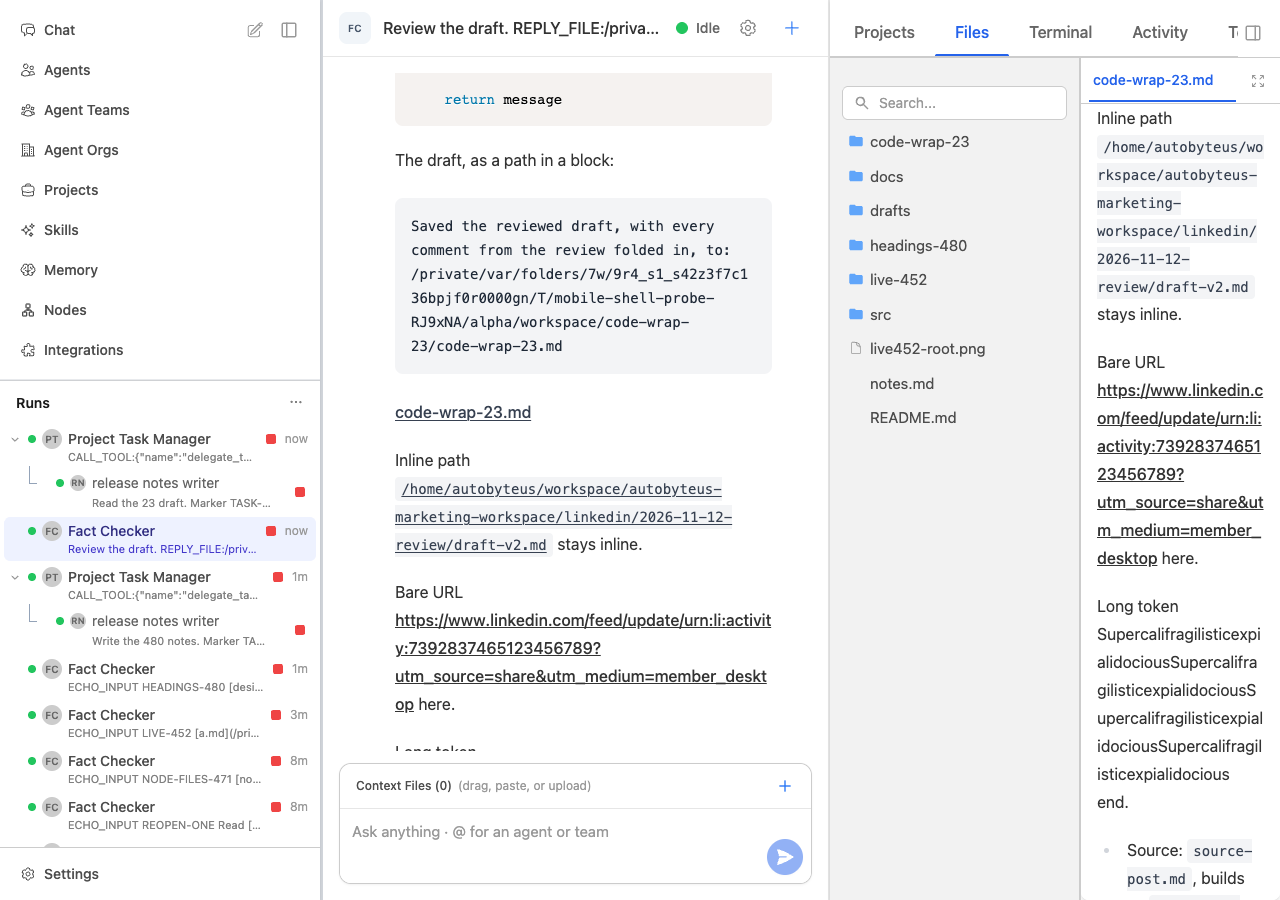 Chat
Agents
Agent Teams
Agent Orgs
Projects
Skills
Memory
Nodes
Integrations
Runs
...
PT Project Task Manager now
CALL_TOOL:{"name":"delegate_t...
RN release notes writer
Read the 23 draft. Marker TASK-...
FC Fact Checker now
Review the draft. REPLY_FILE:/priv...
PT Project Task Manager 1m
CALL_TOOL:{"name":"delegate_ta...
RN release notes writer
Write the 480 notes. Marker TA...
FC Fact Checker 1m
ECHO_INPUT HEADINGS-480 [desi...
FC Fact Checker 3m
ECHO_INPUT LIVE-452 [a.md](/pri...
FC Fact Checker 8m
ECHO_INPUT NODE-FILES-471 [no...
FC Fact Checker 8m
ECHO_INPUT REOPEN-ONE Read [...
Settings
FC Review the draft. REPLY_FILE:/priva... Idle
return message
The draft, as a path in a block:
Saved the reviewed draft, with every
comment from the review folded in, to:
/private/var/folders/7w/9r4_s1_s42z3f7c1
36bpjf0r0000gn/T/mobile-shell-probe-
RJ9xNA/alpha/workspace/code-wrap-
23/code-wrap-23.md
code-wrap-23.md
Inline path
/home/autobyteus/workspace/autobyteus-
marketing-workspace/linkedin/2026-11-12-
review/draft-v2.md stays inline.
Bare URL
https://www.linkedin.com/feed/update/urn:li:activit
y:7392837465123456789?
utm_source=share&utm_medium=member_deskt
op here.
Long token
Context Files (0) (drag, paste, or upload)
Ask anything · @ for an agent or team
Projects Files Terminal Activity
Search...
code-wrap-23
docs
drafts
headings-480
live-452
src
live452-root.png
notes.md
README.md
code-wrap-23.md
Inline path
/home/autobyteus/wo
rkspace/autobyteus-
marketing-
workspace/linkedin/
2026-11-12-
review/draft-v2.md
stays inline.
Bare URL
https://www.linkedin.c
om/feed/update/urn:li:
activity:73928374651
23456789?
utm_source=share&ut
m_medium=member_
desktop here.
Long token
Supercalifragilisticexpi
alidociousSupercalifra
gilisticexpialidociousS
upercalifragilisticexpial
idociousSupercalifragil
isticexpialidocious
end.
Source: source-
post.md, builds